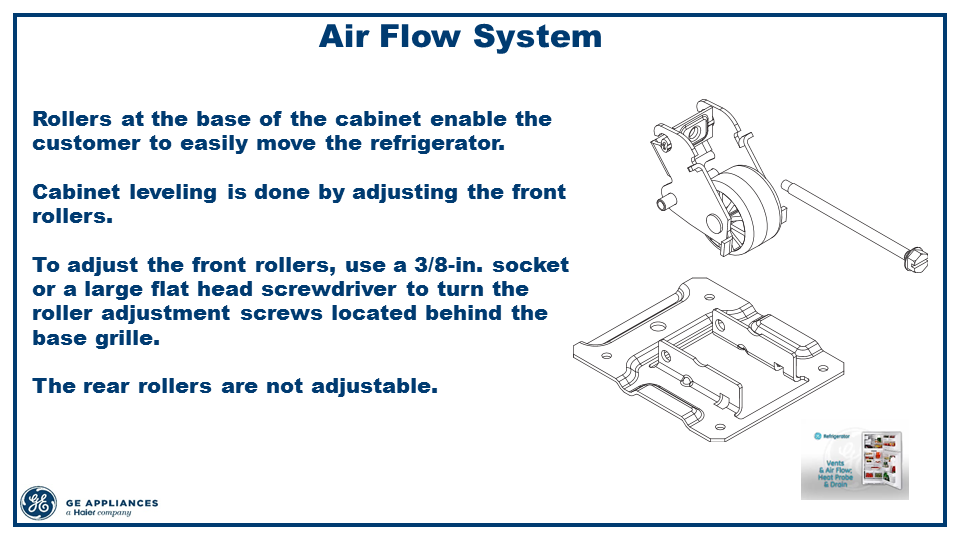 Air Flow System
Rollers at the base of the cabinet enable the
customer to easily move the refrigerator.
Cabinet leveling is done by adjusting the front
rollers.
To adjust the front rollers, use a 3/8-in. socket
or a large flat head screwdriver to turn the
roller adjustment screws located behind the
base grille.
The rear rollers are not adjustable.
Refrigerator
Vents
& Air Flow;
Heat Probe
& Drain
GE APPLIANCES
a Haier company